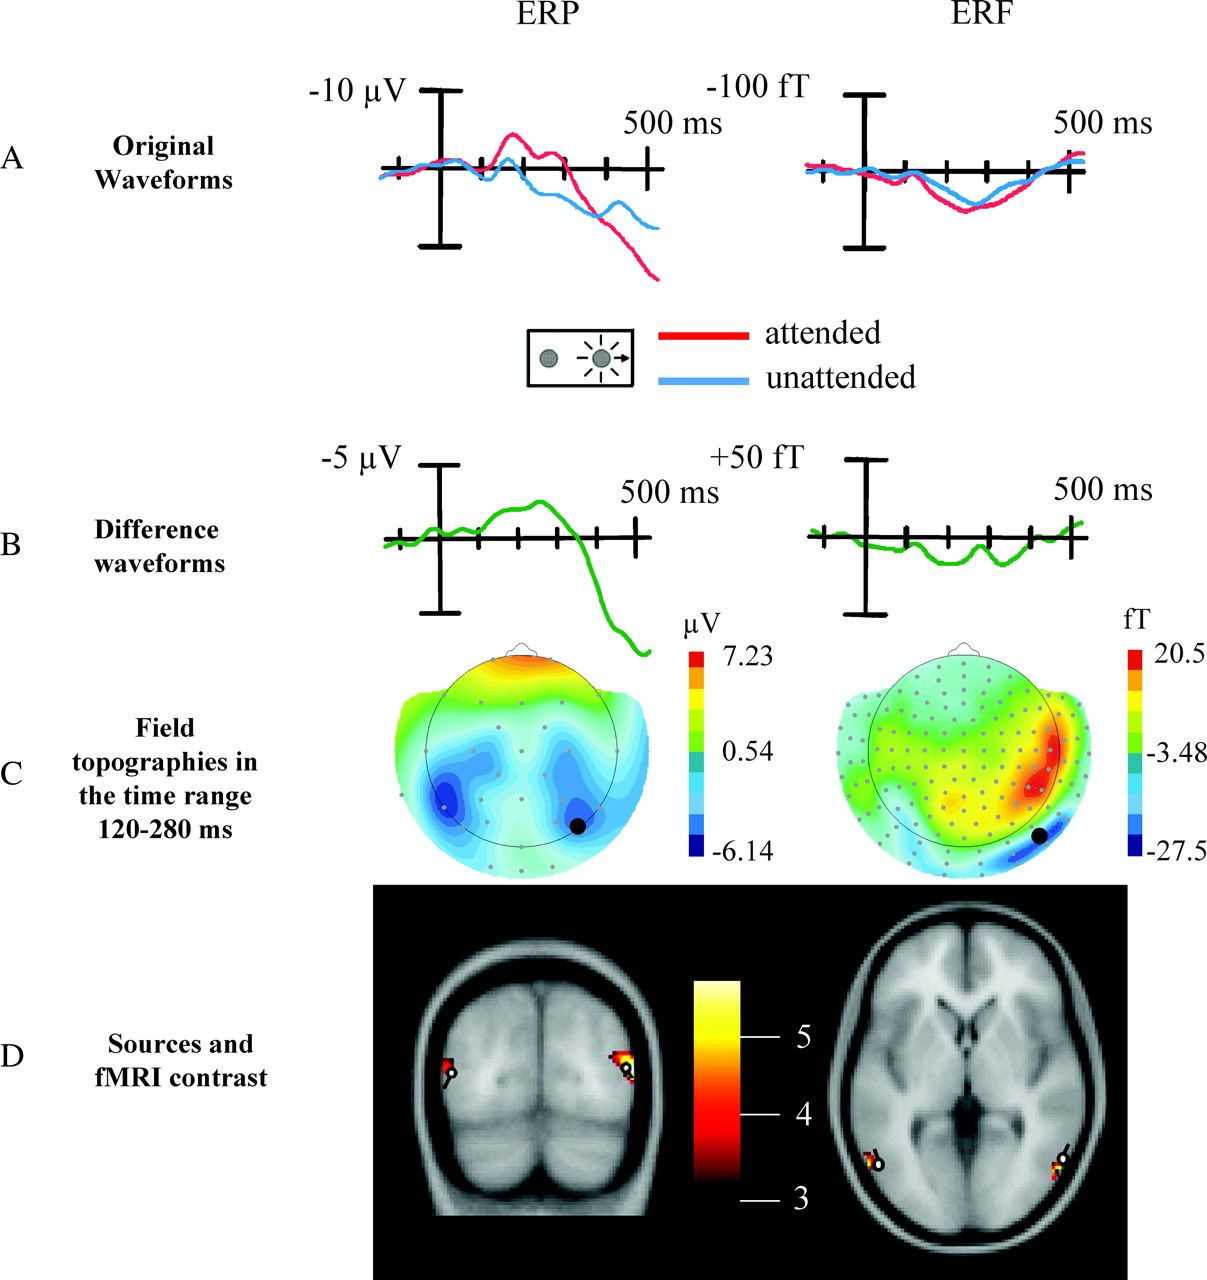 ERP
ERF
-10 µV
-100 fT
500 ms
500 ms
A
Original
Waveforms
attended
unattended
-5 µV
+50 fT
500 ms
500 ms
B
Difference
waveforms
µV
fT
7.23
20.5
C
Field
topographies in
the time range
120-280 ms
0.54
-3.48
-6.14
-27.5
D
Sources and
fMRI contrast
5
4
3